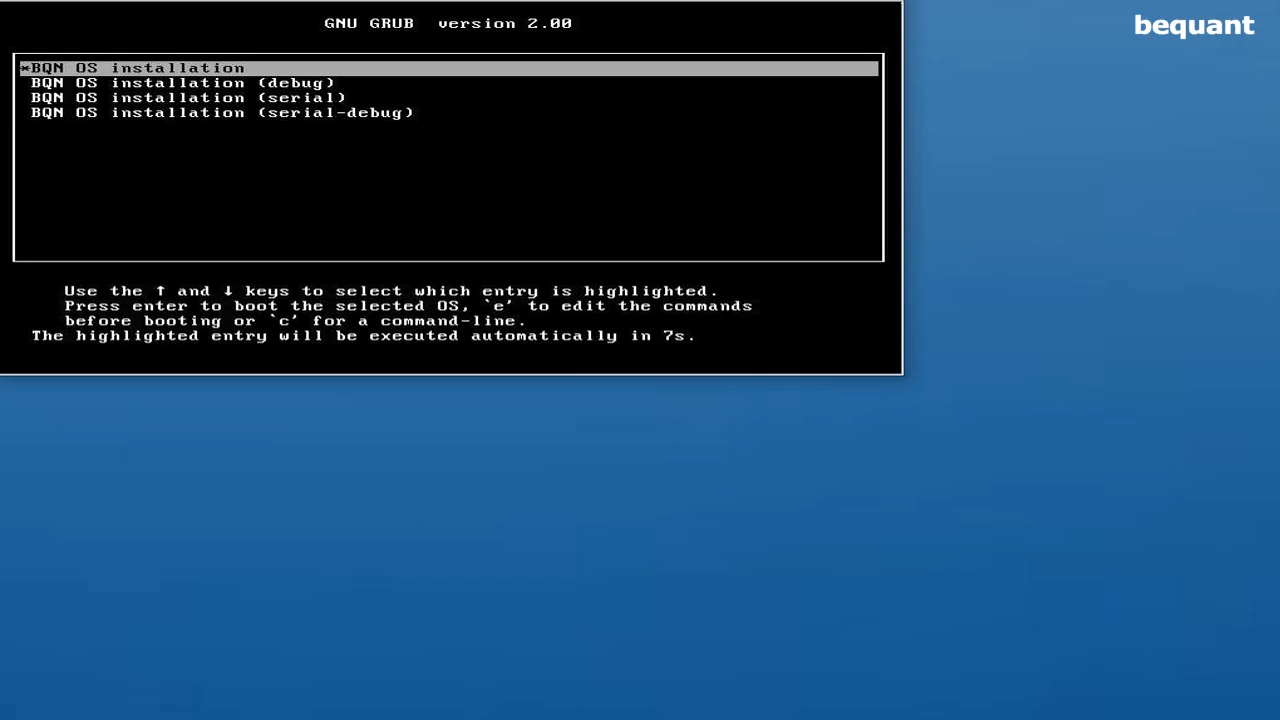 GNU GRUB version 2.00
bequant
*BQN OS installation
BQN OS installation (debug)
BQN OS installation (serial)
BQN OS installation (serial-debug)
Use the ↑ and ↓ keys to select which entry is highlighted.
Press enter to boot the selected OS, `e' to edit the commands
before booting or `c' for a command-line.
The highlighted entry will be executed automatically in 7s.